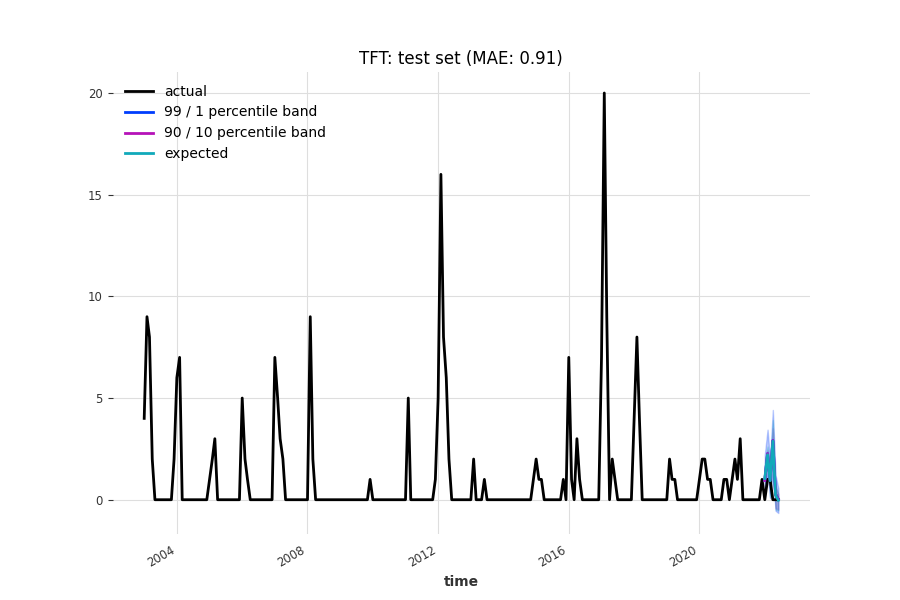 TFT: test set (MAE: 0.91)
actual
99 / 1 percentile band
90 / 10 percentile band
expected
20
15
10
5
0
2004
2008
2012
2016
2020
time